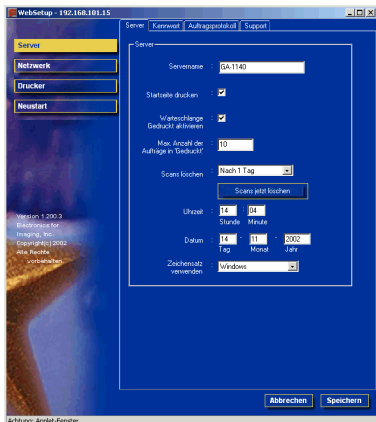 WebSetup - 192.168.101.15
Server Kennwort Auftragsprotokoll Support
Server
Netzwerk
Drucker
Neustart
Version 1.200.3
Electronics for
Imaging, Inc.
Copyright(c) 2002
Alle Rechte
vorbehalten.
Server
Servername : GA-1140
Startseite drucken :
Warteschlange
Gedruckt aktivieren :
Max. Anzahl der
Aufträge in 'Gedruckt' : 10
Scans löschen : Nach 1 Tag
Scans jetzt löschen
Uhrzeit : 14 : 04
Stunde Minute
Datum : 14 - 11 - 2002
Tag Monat Jahr
Zeichensatz
verwenden : Windows
Abbrechen Speichern
Achtung: Applet-Fenster